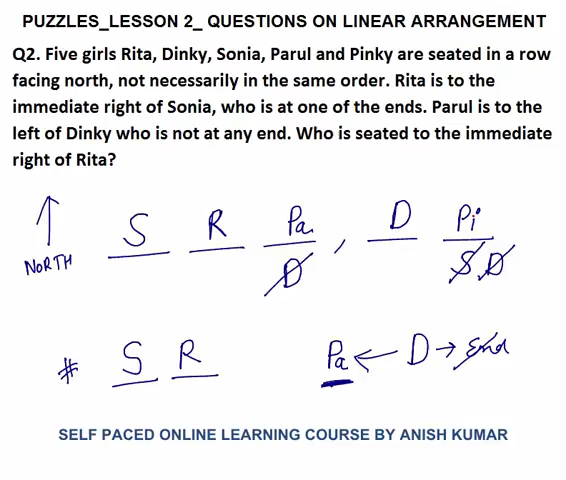 PUZZLES_LESSON 2_ QUESTIONS ON LINEAR ARRANGEMENT
Q2. Five girls Rita, Dinky, Sonia, Parul and Pinky are seated in a row
facing north, not necessarily in the same order. Rita is to the
immediate right of Sonia, who is at one of the ends. Parul is to the
left of Dinky who is not at any end. Who is seated to the immediate
right of Rita?
S R Pa , D Pi
NORTH D S D
# S R Pa ← D → End
SELF PACED ONLINE LEARNING COURSE BY ANISH KUMAR